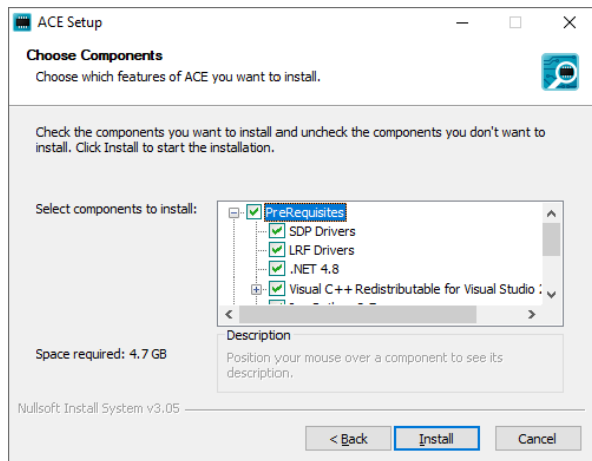 ACE Setup
Choose Components
Choose which features of ACE you want to install.
Check the components you want to install and uncheck the components you don't want to
install. Click Install to start the installation.
Select components to install:
PreRequisites
SDP Drivers
LRF Drivers
.NET 4.8
Visual C++ Redistributable for Visual Studio
Space required: 4.7 GB
Description
Position your mouse over a component to see its
description.
Nullsoft Install System v3.05
< Back
Install
Cancel